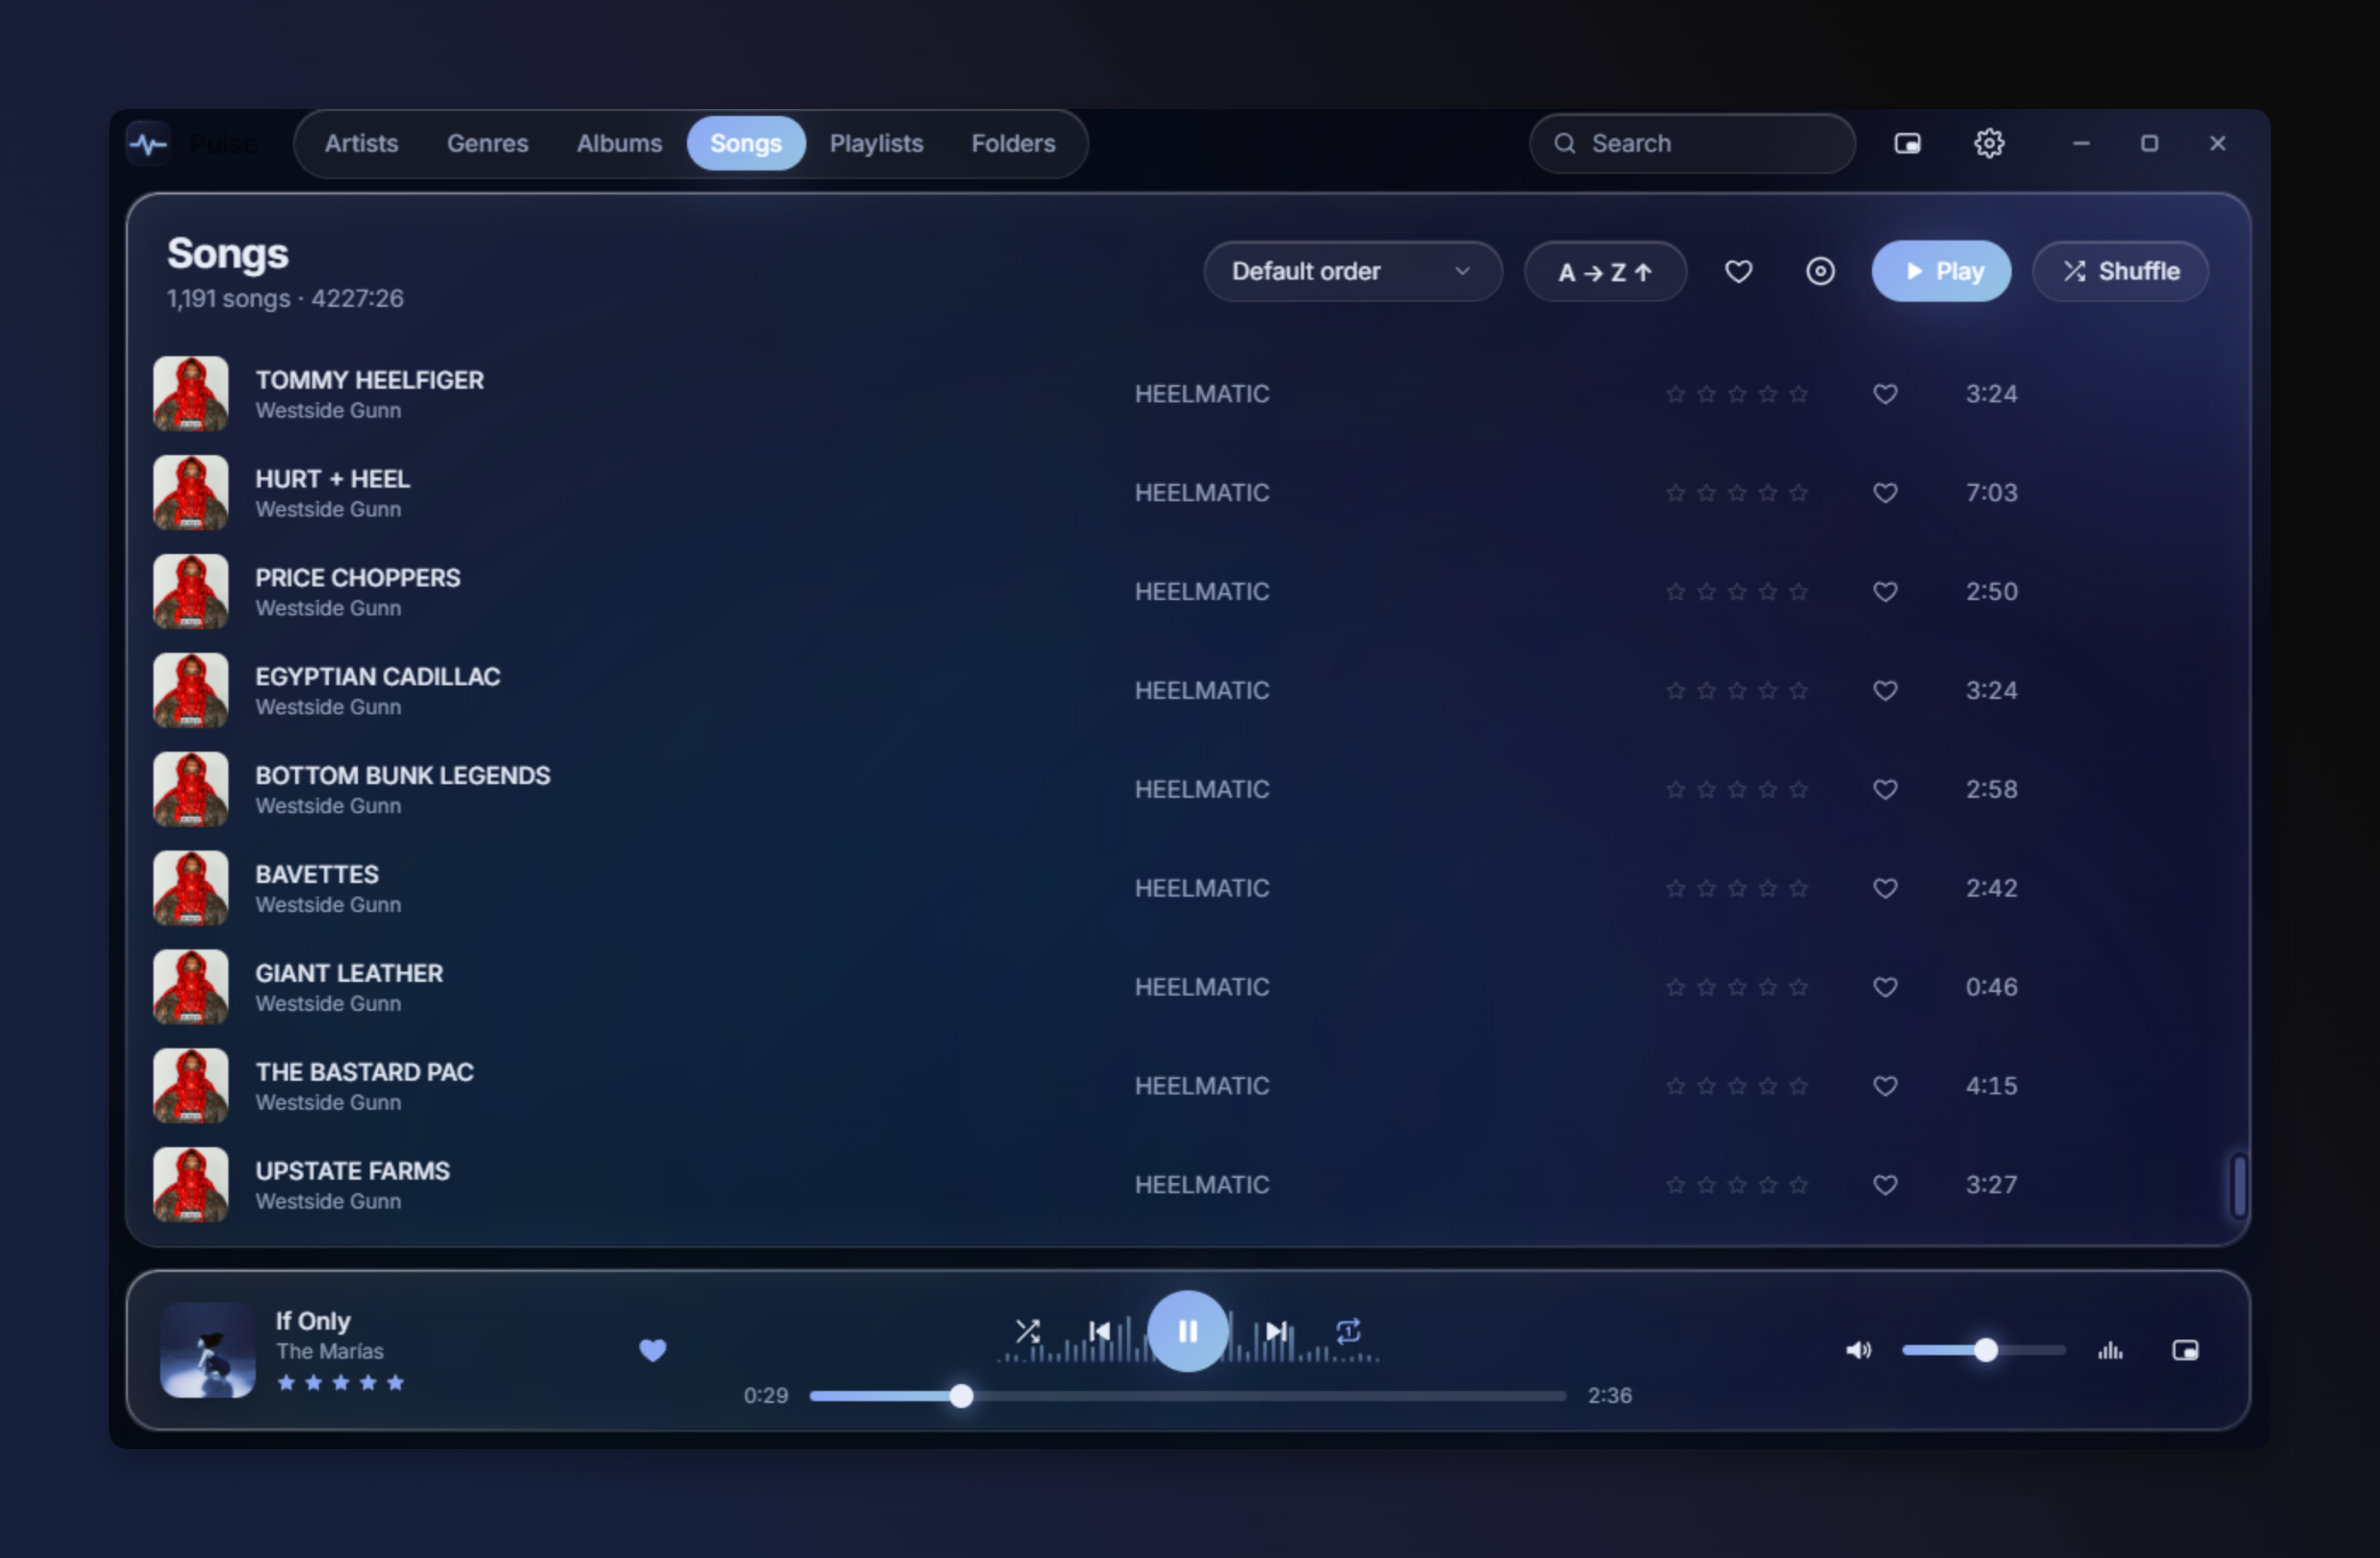 Pulse
Artists Genres Albums Songs Playlists Folders
Search
Songs
1,191 songs · 4227:26
Default order
A → Z ↑
Play
Shuffle
TOMMY HEELFIGER
Westside Gunn
HEELMATIC
3:24
HURT + HEEL
Westside Gunn
HEELMATIC
7:03
PRICE CHOPPERS
Westside Gunn
HEELMATIC
2:50
EGYPTIAN CADILLAC
Westside Gunn
HEELMATIC
3:24
BOTTOM BUNK LEGENDS
Westside Gunn
HEELMATIC
2:58
BAVETTES
Westside Gunn
HEELMATIC
2:42
GIANT LEATHER
Westside Gunn
HEELMATIC
0:46
THE BASTARD PAC
Westside Gunn
HEELMATIC
4:15
UPSTATE FARMS
Westside Gunn
HEELMATIC
3:27
If Only
The Marías
1
0:29
2:36